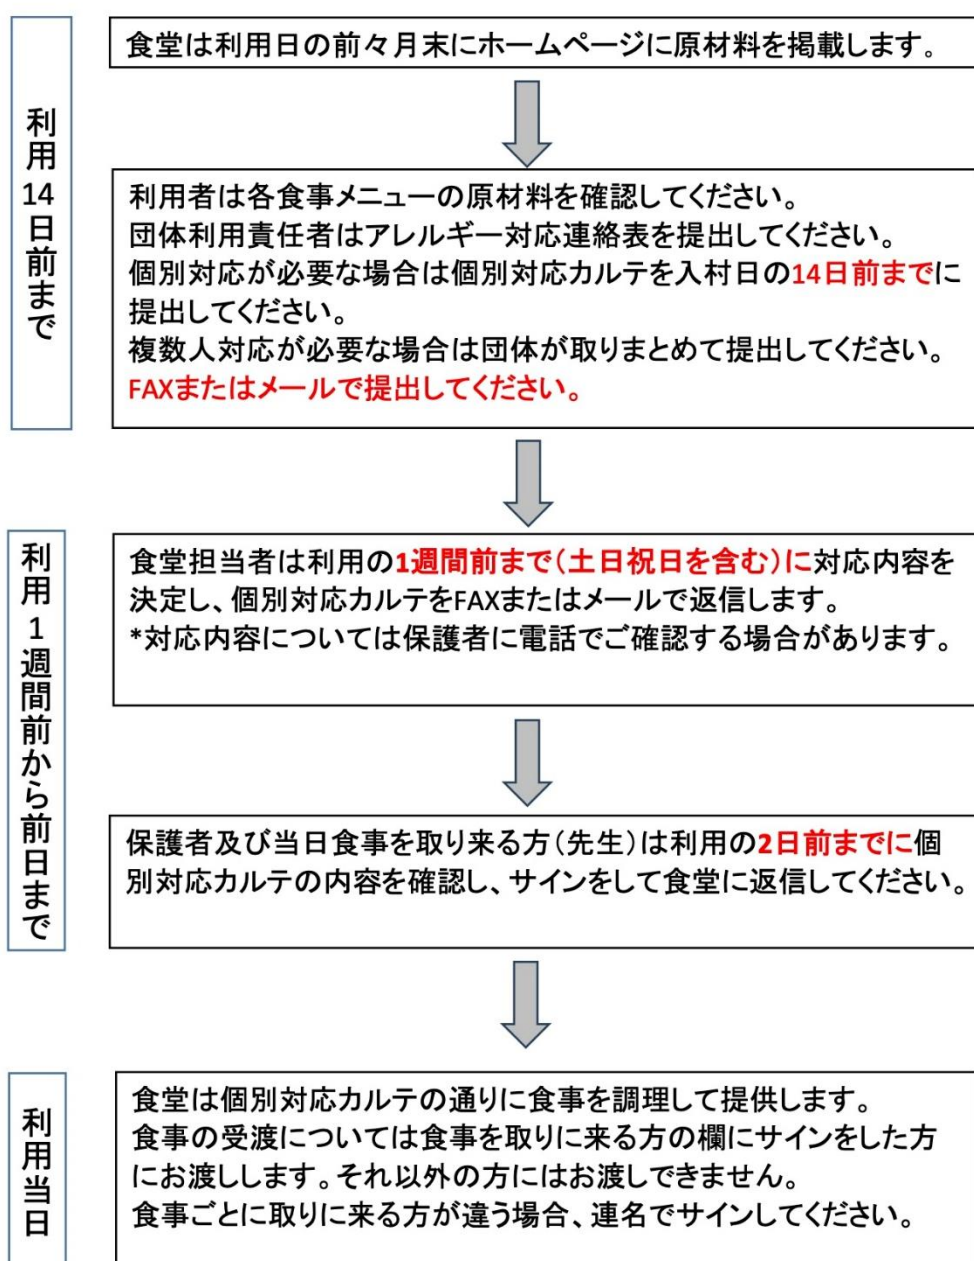 利用14日前まで
食堂は利用日の前々月末にホームページに原材料を掲載します。
利用者は各食事メニューの原材料を確認してください。
団体利用責任者はアレルギー対応連絡表を提出してください。
個別対応が必要な場合は個別対応カルテを入村日の14日前までに
提出してください。
複数人対応が必要な場合は団体が取りまとめて提出してください。
FAXまたはメールで提出してください。
利用1週間前から前日まで
食堂担当者は利用の1週間前まで(土日祝日を含む)に対応内容を
決定し、個別対応カルテをFAXまたはメールで返信します。
*対応内容については保護者に電話でご確認する場合があります。
保護者及び当日食事を取り来る方(先生)は利用の2日前までに個
別対応カルテの内容を確認し、サインをして食堂に返信してください。
利用当日
食堂は個別対応カルテの通りに食事を調理して提供します。
食事の受渡については食事を取りに来る方の欄にサインをした方
にお渡しします。それ以外の方にはお渡しできません。
食事ごとに取りに来る方が違う場合、連名でサインしてください。